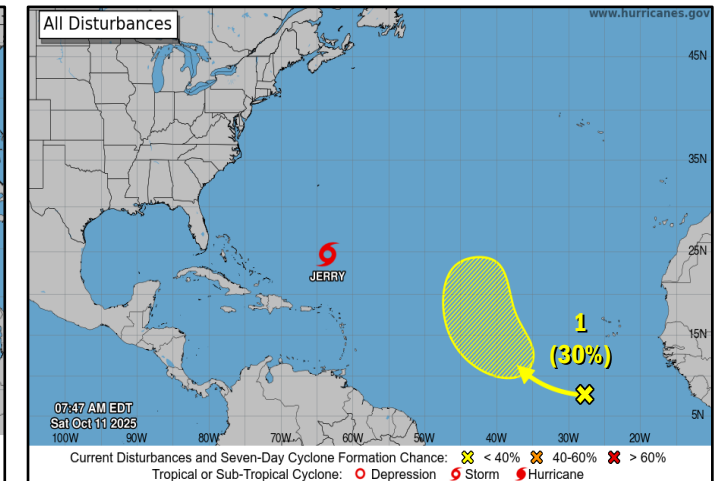 All Disturbances
www.hurricanes.gov
45N
35N
JERRY
25N
1
(30%)
15N
07:47 AM EDT
Sat Oct 11 2025
5N
100W 90W 80W 70W 60W 50W 40W 30W 20W
Current Disturbances and Seven-Day Cyclone Formation Chance: < 40% 40-60% > 60%
Tropical or Sub-Tropical Cyclone: Depression Storm Hurricane